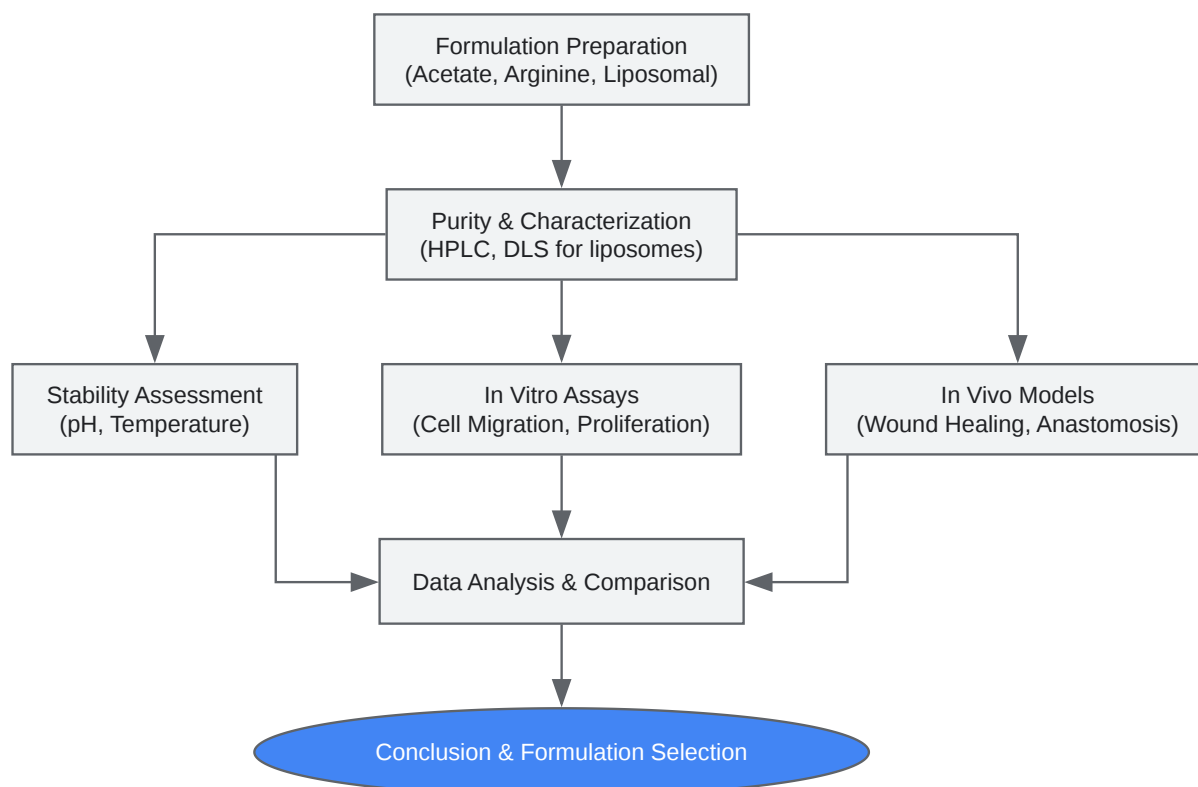 Formulation Preparation
(Acetate, Arginine, Liposomal)
Purity & Characterization
(HPLC, DLS for liposomes)
Stability Assessment
(pH, Temperature)
In Vitro Assays
(Cell Migration, Proliferation)
In Vivo Models
(Wound Healing, Anastomosis)
Data Analysis & Comparison
Conclusion & Formulation Selection